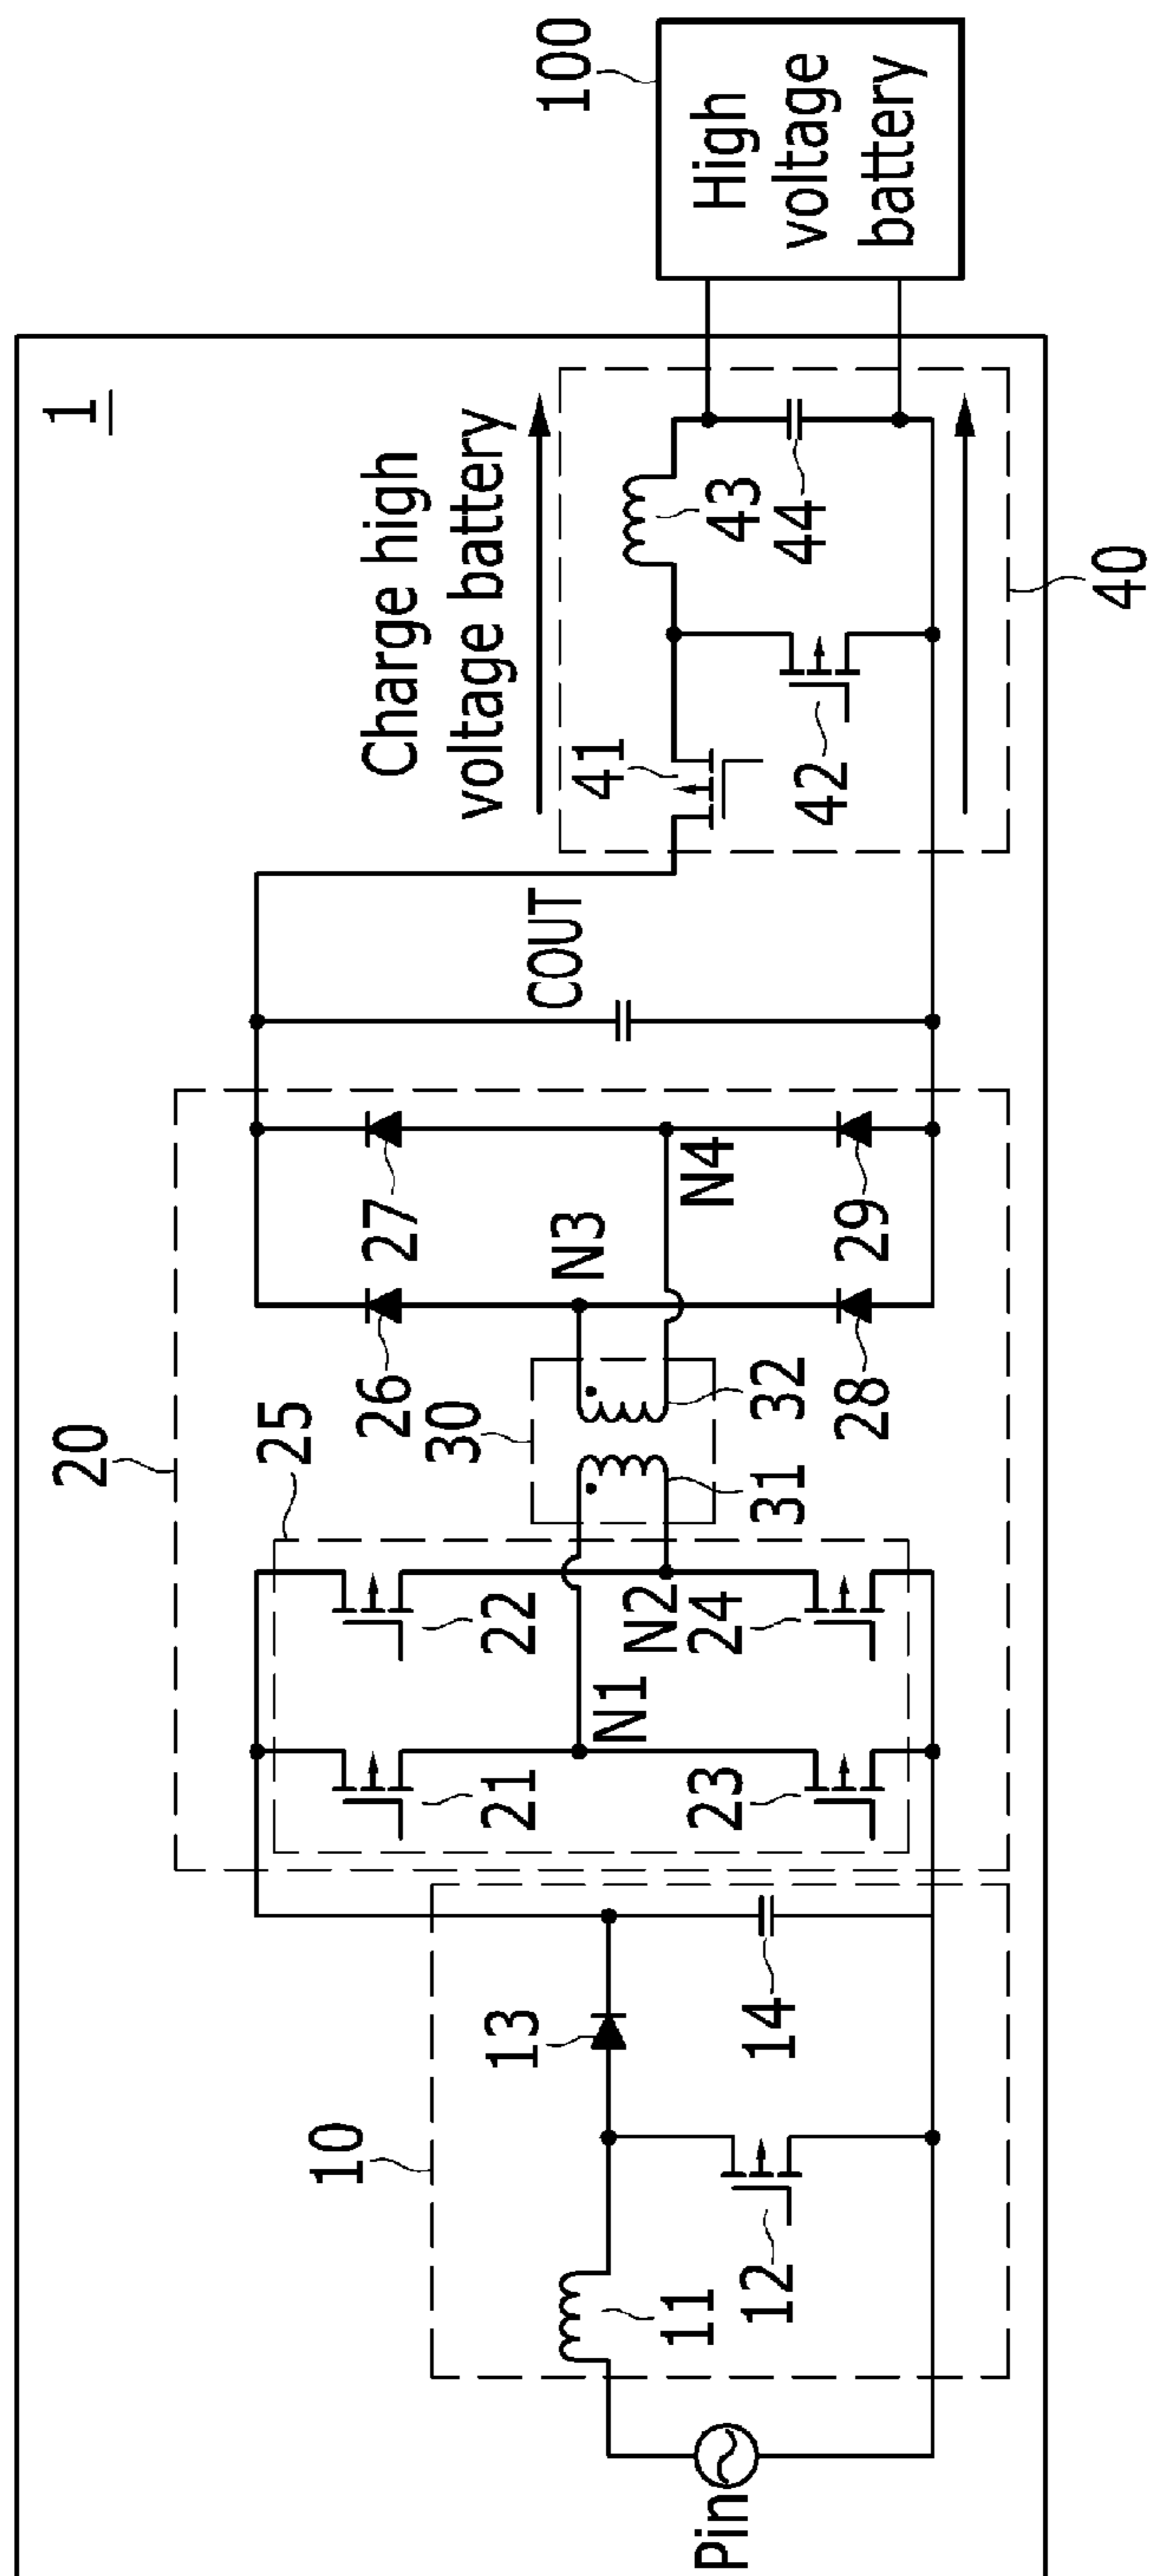 1
100
High
voltage
battery
Charge high
voltage battery
20
25
30
26
27
N3
COUT
41
43
44
10
13
21
22
N1
N2
31
32
N4
42
11
12
14
23
24
28
29
40
Pin